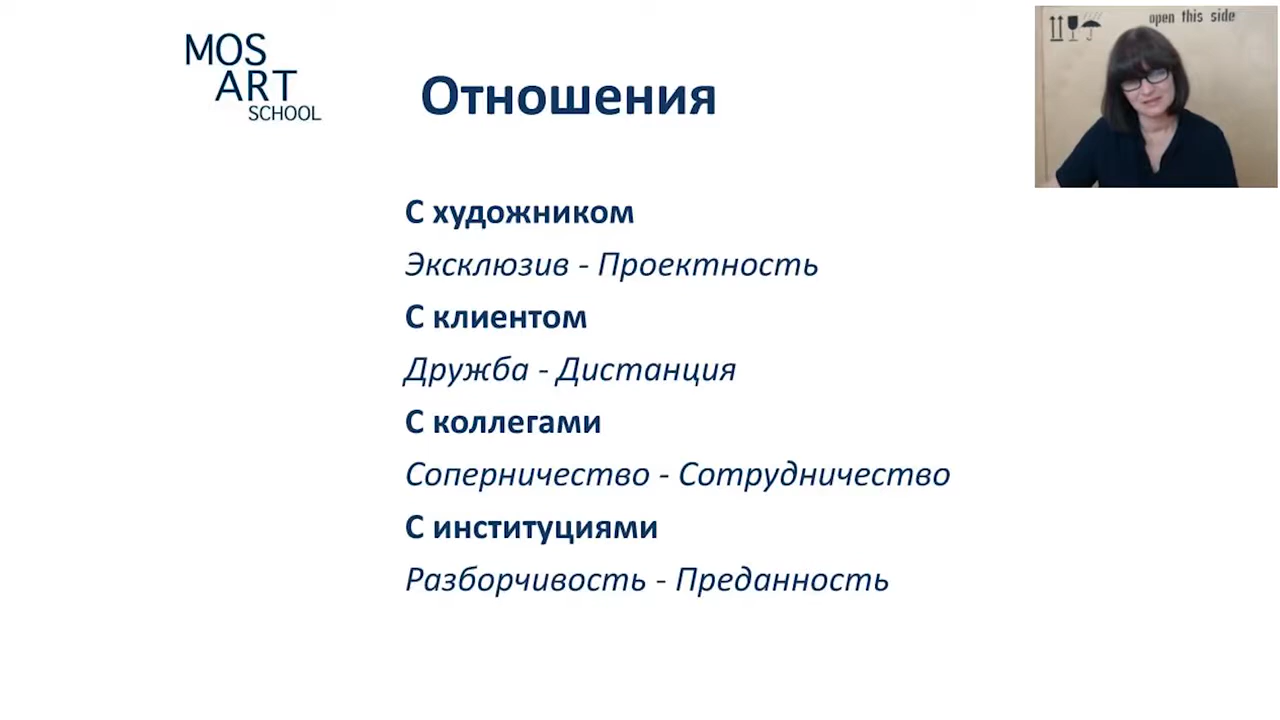 MOS
ART
SCHOOL
Отношения
open this side
С художником
Эксклюзив - Проектность
С клиентом
Дружба - Дистанция
С коллегами
Соперничество - Сотрудничество
С институциями
Разборчивость - Преданность